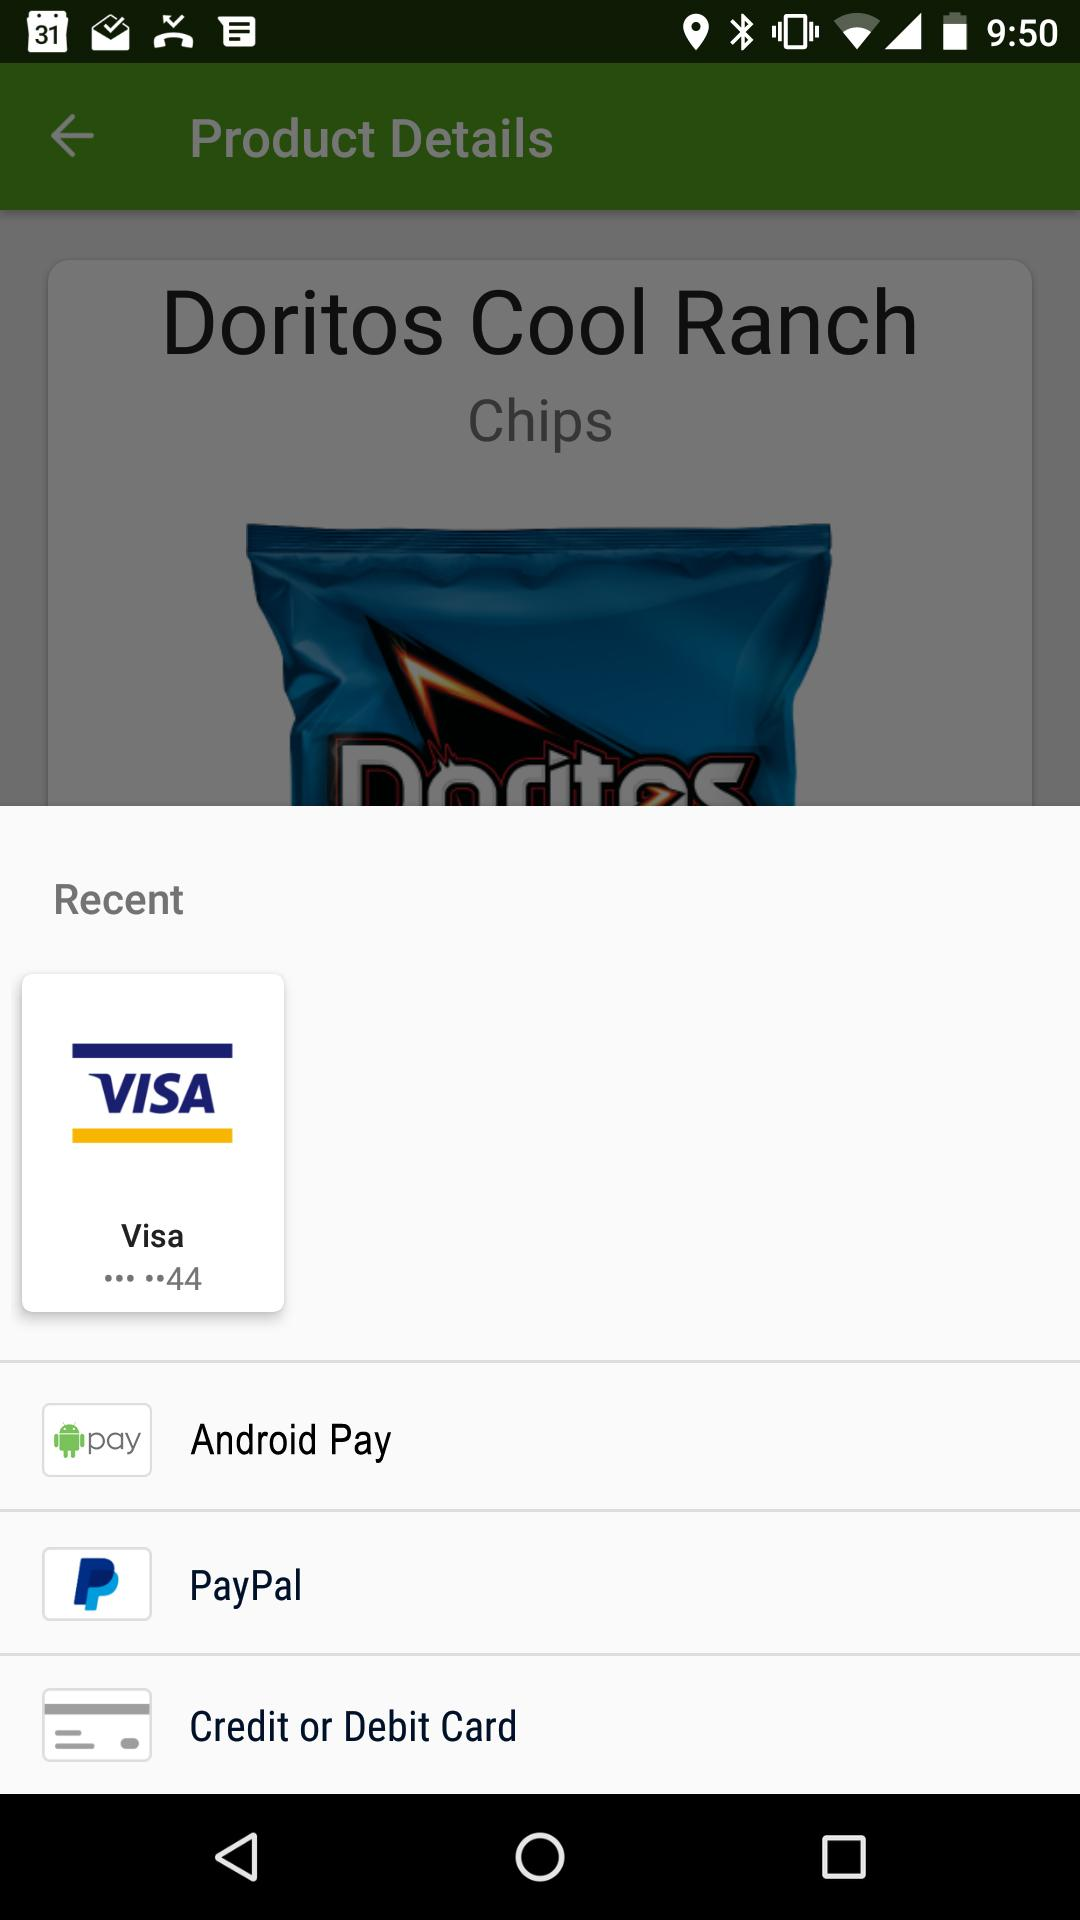 31
9:50
Product Details
Doritos Cool Ranch
Chips
Doritos
Recent
VISA
Visa
••• ••44
pay
Android Pay
PayPal
Credit or Debit Card